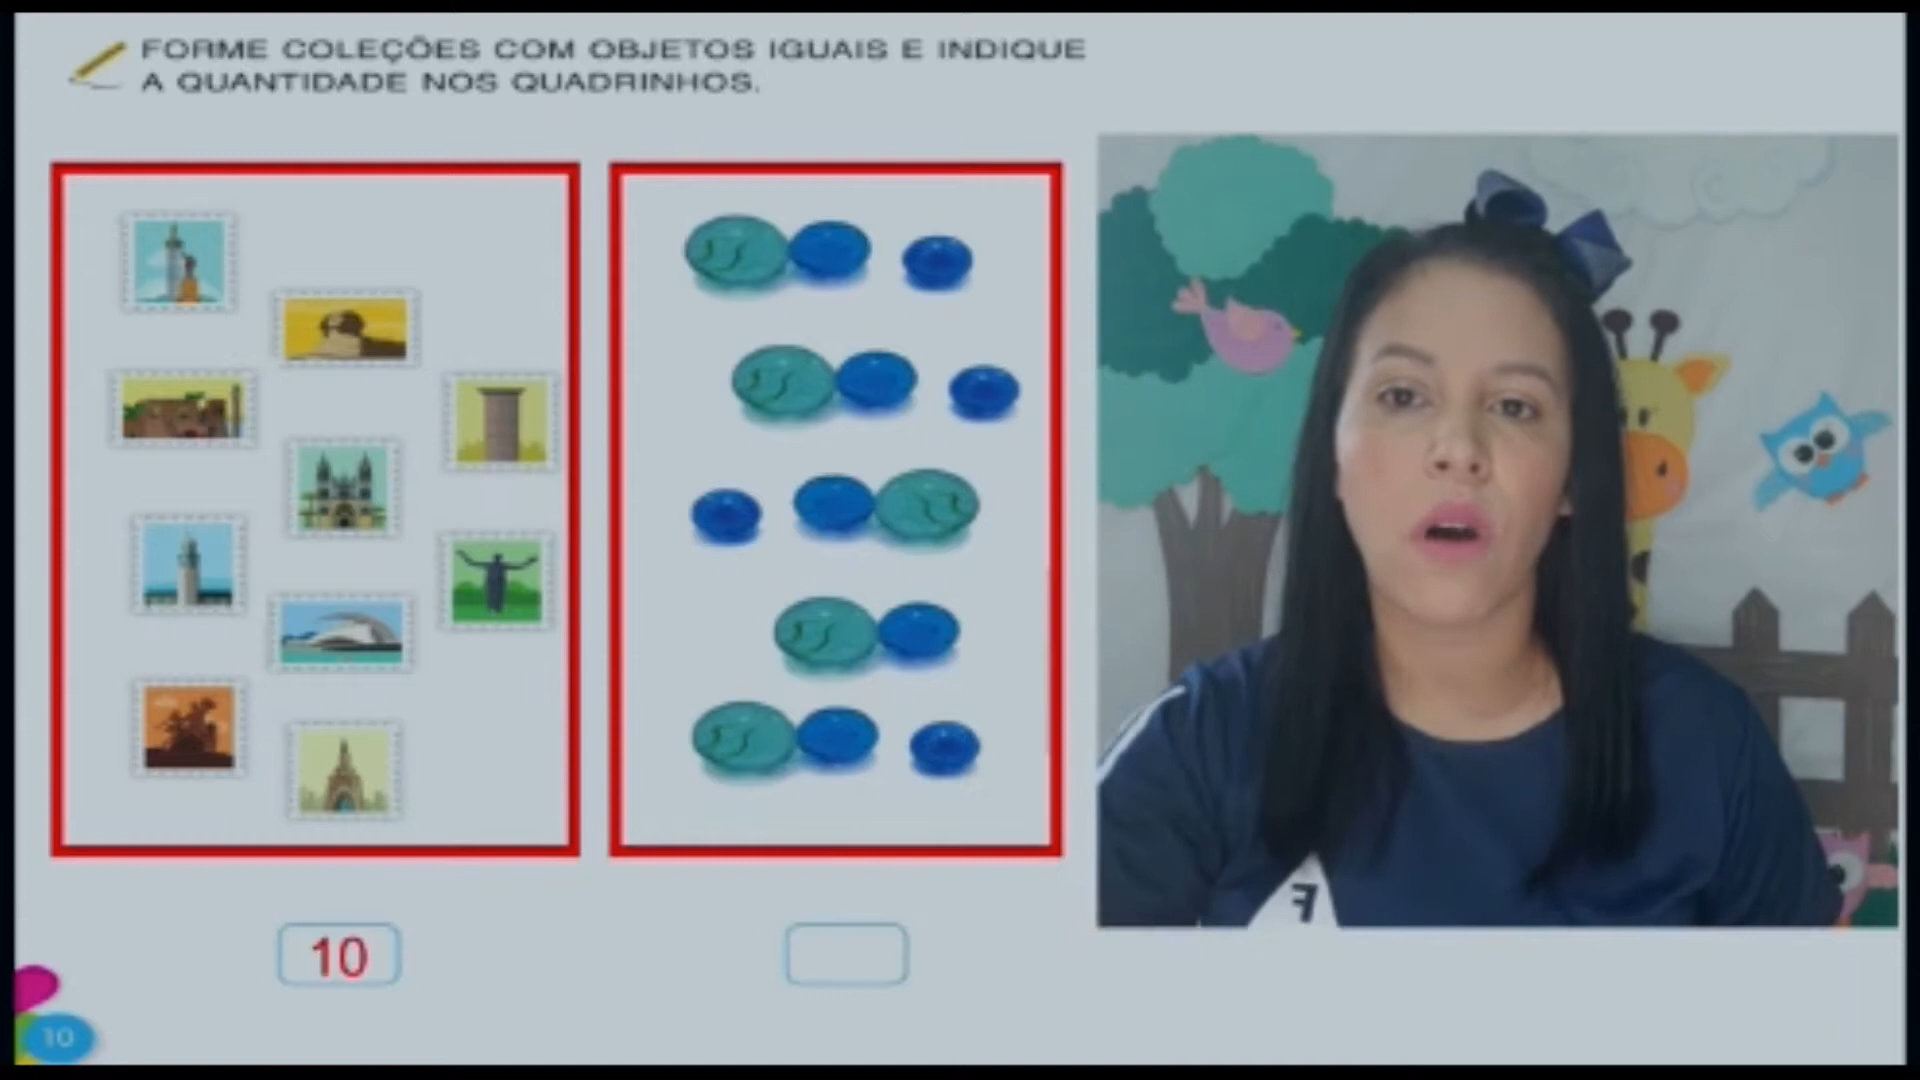 FORME COLEÇÕES COM OBJETOS IGUAIS E INDIQUE
A QUANTIDADE NOS QUADRINHOS.
10
F
10